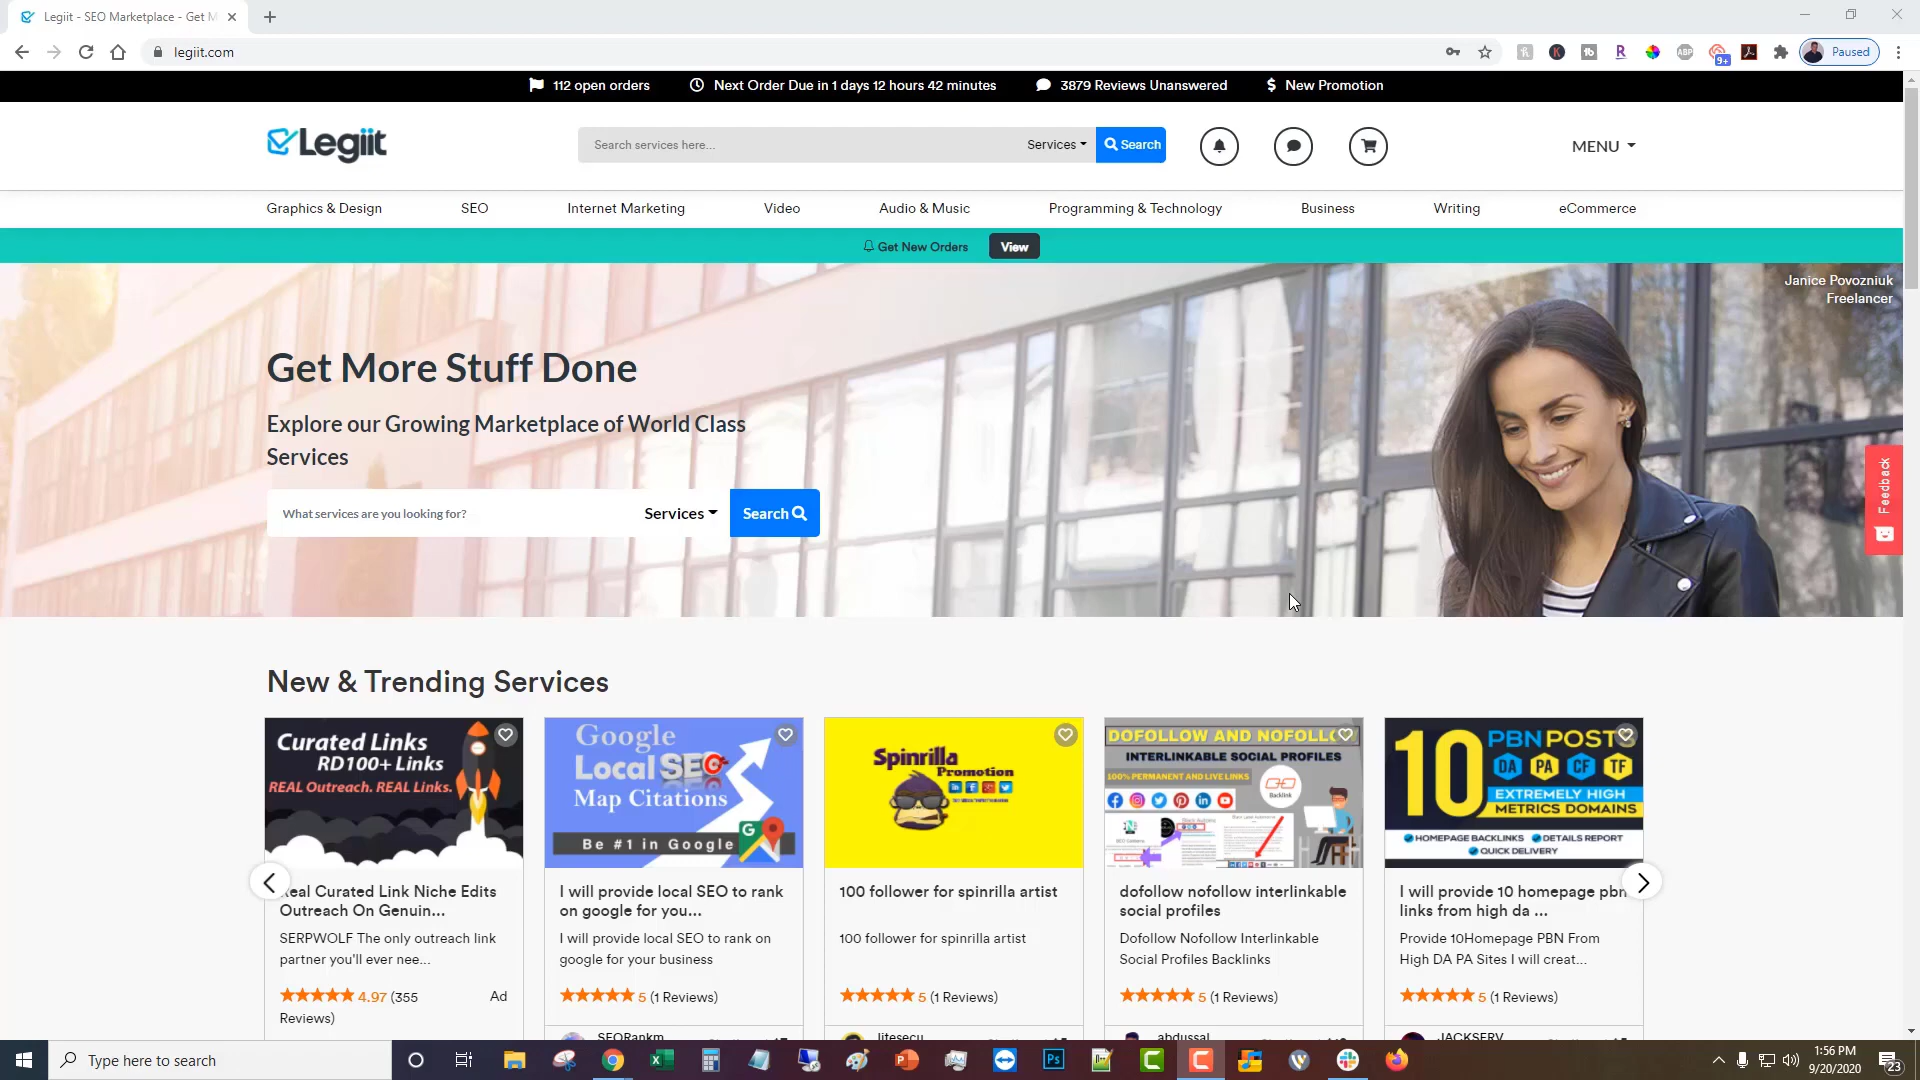 Legiit - SEO Marketplace - Get M
legiit.com
9+
Paused
112 open orders
Next Order Due in 1 days 12 hours 42 minutes
3879 Reviews Unanswered
New Promotion
Legiit
Search services here...
Services
Search
MENU
Graphics & Design
SEO
Internet Marketing
Video
Audio & Music
Programming & Technology
Business
Writing
eCommerce
Get New Orders
View
Janice Povozniuk
Freelancer
Get More Stuff Done
Explore our Growing Marketplace of World Class
Services
What services are you looking for?
Services
Search
Feedback
New & Trending Services
Curated Links
RD100+ Links
REAL Outreach. REAL Links.
Real Curated Link Niche Edits
Outreach On Genuin...
SERPWOLF The only outreach link
partner you'll ever nee...
4.97 (355
Reviews)
Ad
Google
Local SEO
Map Citations
Be #1 in Google
I will provide local SEO to rank
on google for you...
I will provide local SEO to rank on
google for your business
5 (1 Reviews)
SEORankm
Spinrilla
Promotion
100 follower for spinrilla artist
100 follower for spinrilla artist
5 (1 Reviews)
litesecu
DOFOLLOW AND NOFOLLO
INTERLINKABLE SOCIAL PROFILES
100% PERMANENT AND LIVE LINKS
Backlink
dofollow nofollow interlinkable
social profiles
Dofollow Nofollow Interlinkable
Social Profiles Backlinks
5 (1 Reviews)
abdussal
10 PBN POSTS
DA PA CF TF
EXTREMELY HIGH
METRICS DOMAINS
HOMEPAGE BACKLINKS DETAILS REPORT
QUICK DELIVERY
I will provide 10 homepage pbn
links from high da ...
Provide 10Homepage PBN From
High DA PA Sites I will creat...
5 (1 Reviews)
JACKSERV
Type here to search
1:56 PM
9/20/2020
23